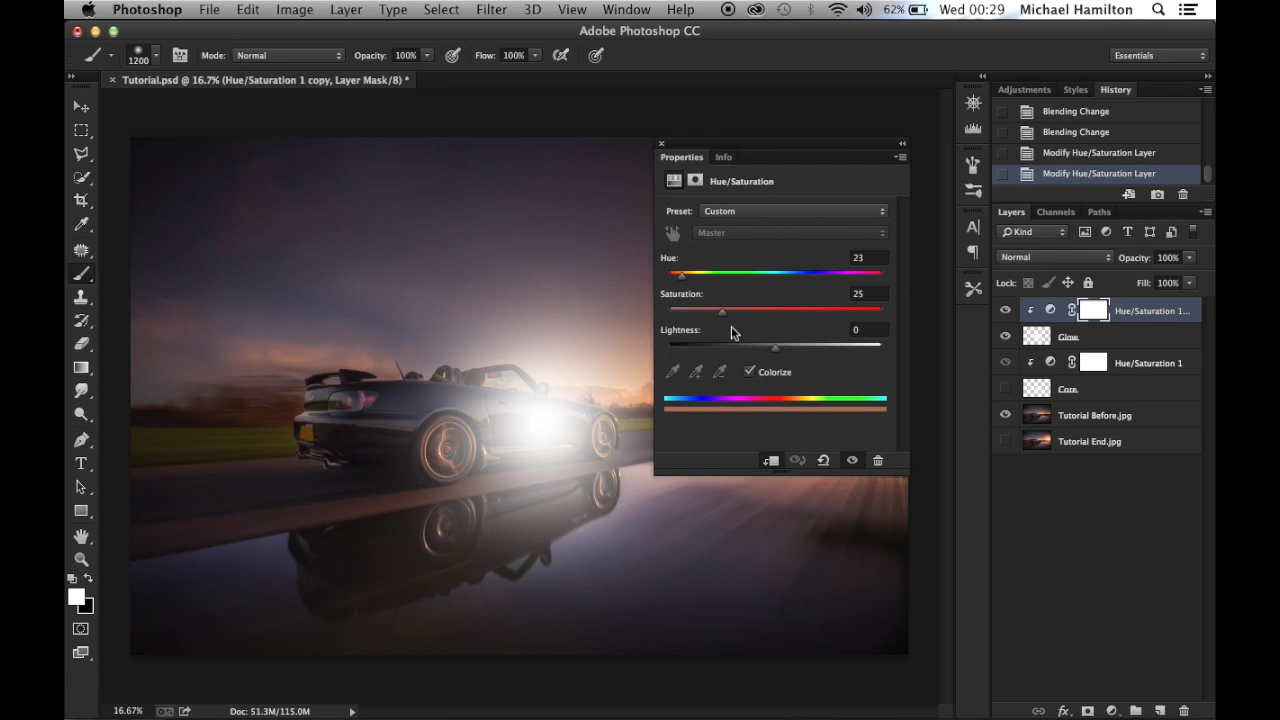 Photoshop File Edit Image Layer Type Select Filter 3D View Window Help 62% Wed 00:29 Michael Hamilton
Adobe Photoshop CC
1200 Mode: Normal Opacity: 100% Flow: 100% Essentials
Tutorial.psd @ 16.7% (Hue/Saturation 1 copy, Layer Mask/8) *
Adjustments Styles History
Blending Change
Blending Change
Modify Hue/Saturation Layer
Modify Hue/Saturation Layer
Properties Info
Hue/Saturation
Preset: Custom
Master
Hue: 23
Saturation: 25
Lightness: 0
Colorize
Layers Channels Paths
Kind
Normal Opacity: 100%
Lock: Fill: 100%
Hue/Saturation 1...
Glow
Hue/Saturation 1
Core
Tutorial Before.jpg
Tutorial End.jpg
16.67% Doc: 51.3M/115.0M